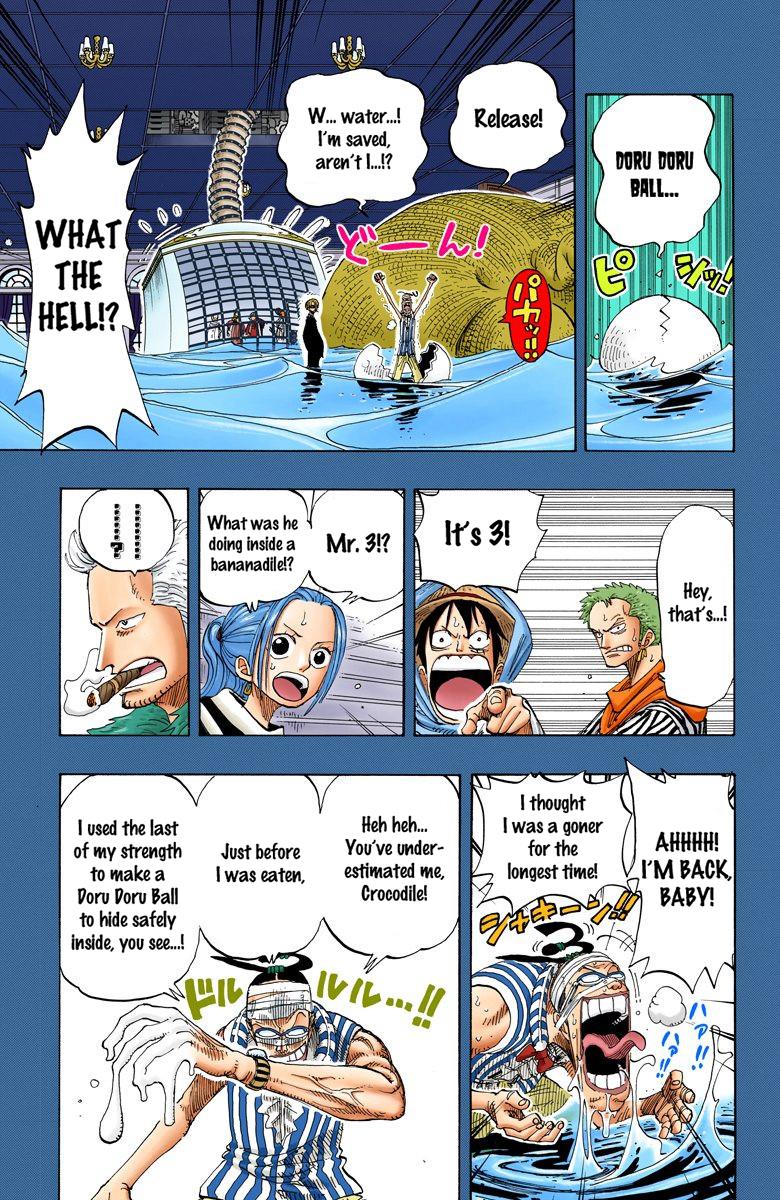 DORU DORU
BALL...
ピシッ!
Release!
W... water...!
I'm saved,
aren't I...!?
どーん!
パカッ!!
WHAT
THE
HELL!?
Hey,
that's...!
It's 3!
Mr. 3!?
What was he
doing inside a
bananadile!?
AHHHH!
I'M BACK,
BABY!
I thought
I was a goner
for the
longest time!
シャキーン!!
3
ハァ!!
ハァ!!
Heh heh...
You've under-
estimated me,
Crocodile!
Just before
I was eaten,
I used the last
of my strength
to make a
Doru Doru Ball
to hide safely
inside, you see...!
ドルルルル...!!